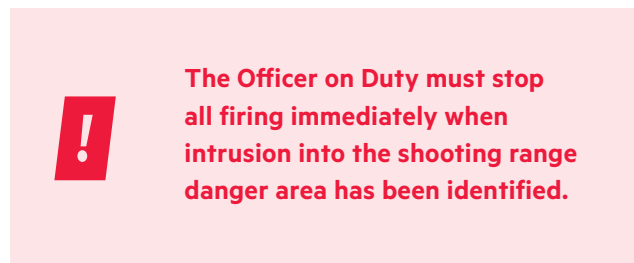 !
The Officer on Duty must stop
all firing immediately when
intrusion into the shooting range
danger area has been identified.